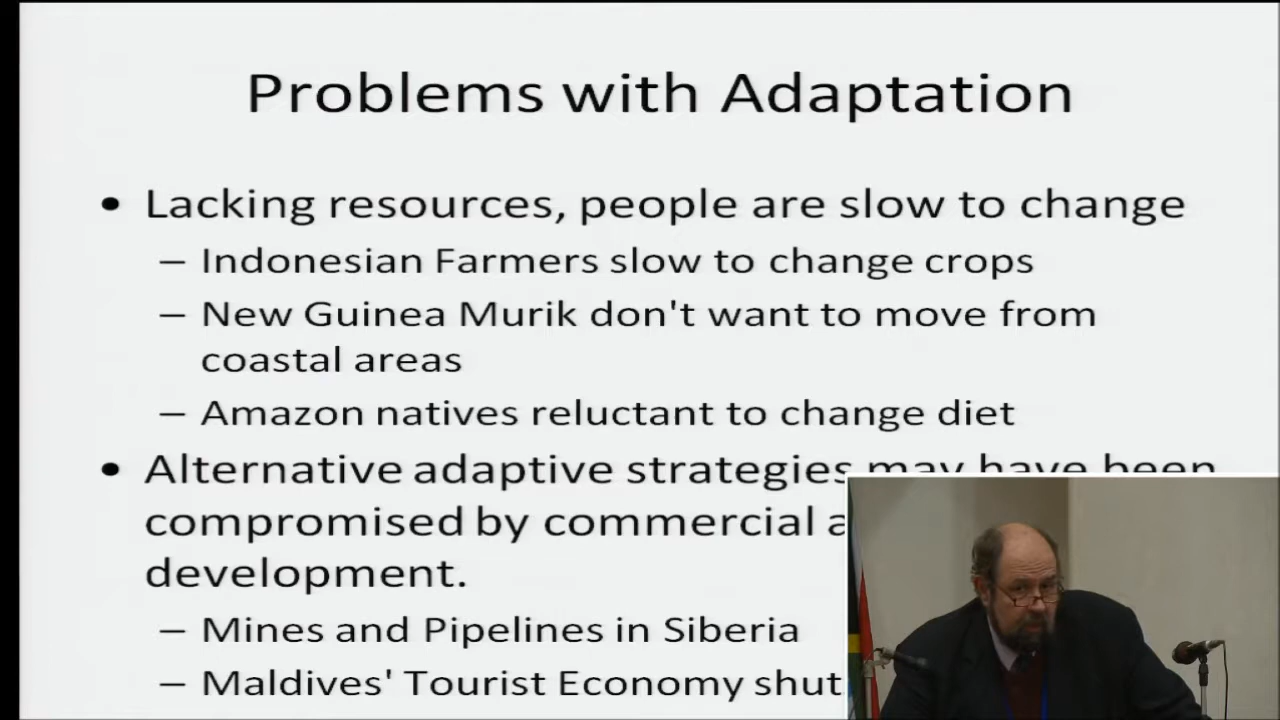 Problems with Adaptation
• Lacking resources, people are slow to change
– Indonesian Farmers slow to change crops
– New Guinea Murik don't want to move from
coastal areas
– Amazon natives reluctant to change diet
• Alternative adaptive strategies may have been
compromised by commercial
development.
– Mines and Pipelines in Siberia
– Maldives' Tourist Economy shut